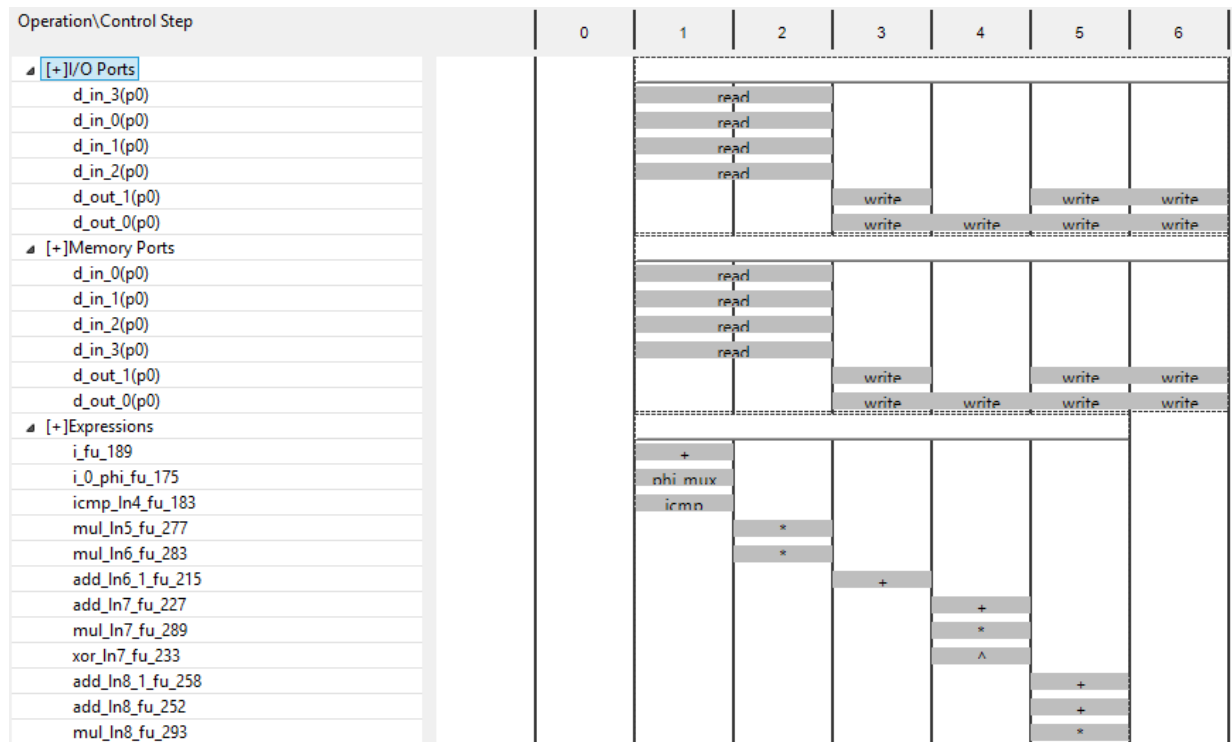 Operation\Control Step 0 1 2 3 4 5 6
[+]I/O Ports
d_in_3(p0) read
d_in_0(p0) read
d_in_1(p0) read
d_in_2(p0) read
d_out_1(p0) write write write
d_out_0(p0) write write write write
[+]Memory Ports
d_in_0(p0) read
d_in_1(p0) read
d_in_2(p0) read
d_in_3(p0) read
d_out_1(p0) write write write
d_out_0(p0) write write write write
[+]Expressions
i_fu_189 +
i_0_phi_fu_175 phi_mux
icmp_ln4_fu_183 icmp
mul_ln5_fu_277 *
mul_ln6_fu_283 *
add_ln6_1_fu_215 +
add_ln7_fu_227 +
mul_ln7_fu_289 *
xor_ln7_fu_233 ^
add_ln8_1_fu_258 +
add_ln8_fu_252 +
mul_ln8_fu_293 *